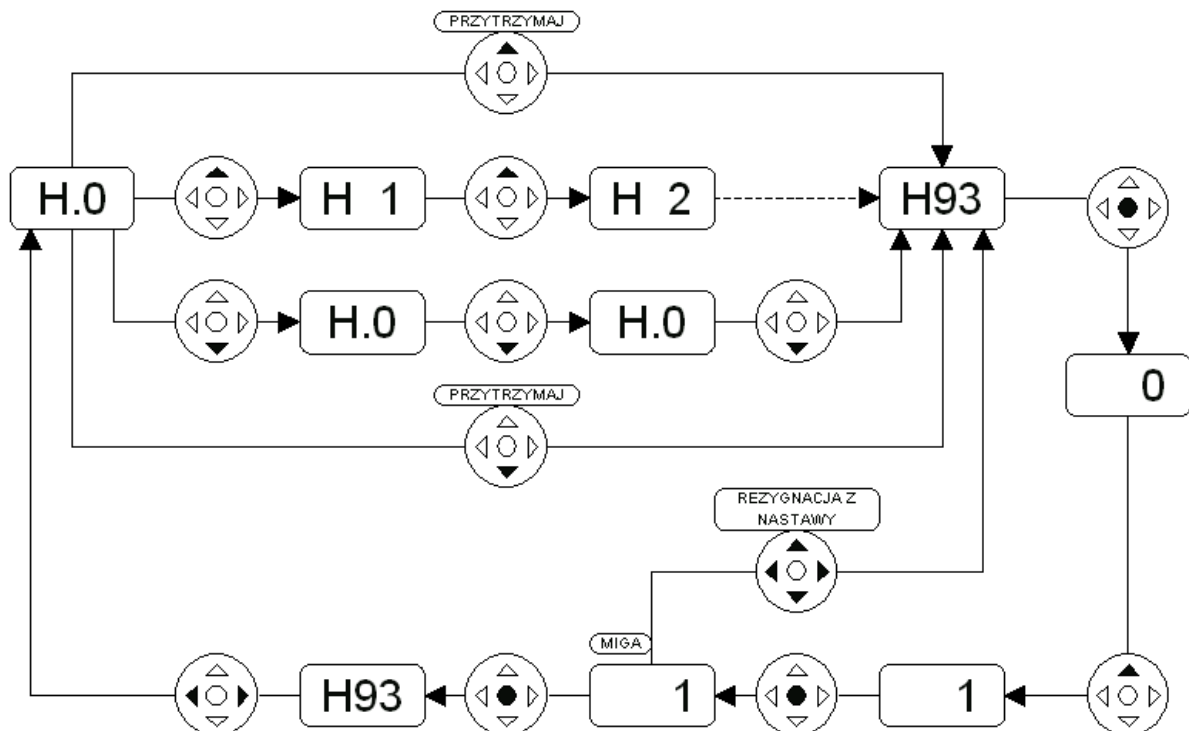 PRZYTRZYMAJ
H.0
H 1
H 2
H93
H.0
H.0
PRZYTRZYMAJ
0
REZYGNACJA Z
NASTAWY
MIGA
H93
1
1